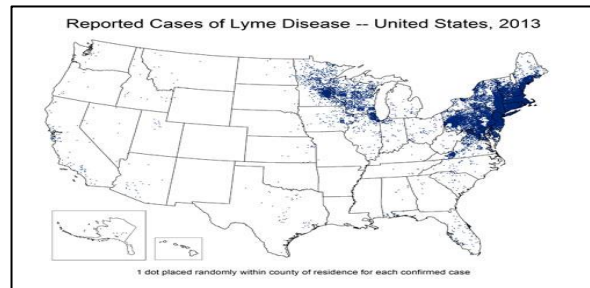 Reported Cases of Lyme Disease -- United States, 2013
1 dot placed randomly within county of residence for each confirmed case